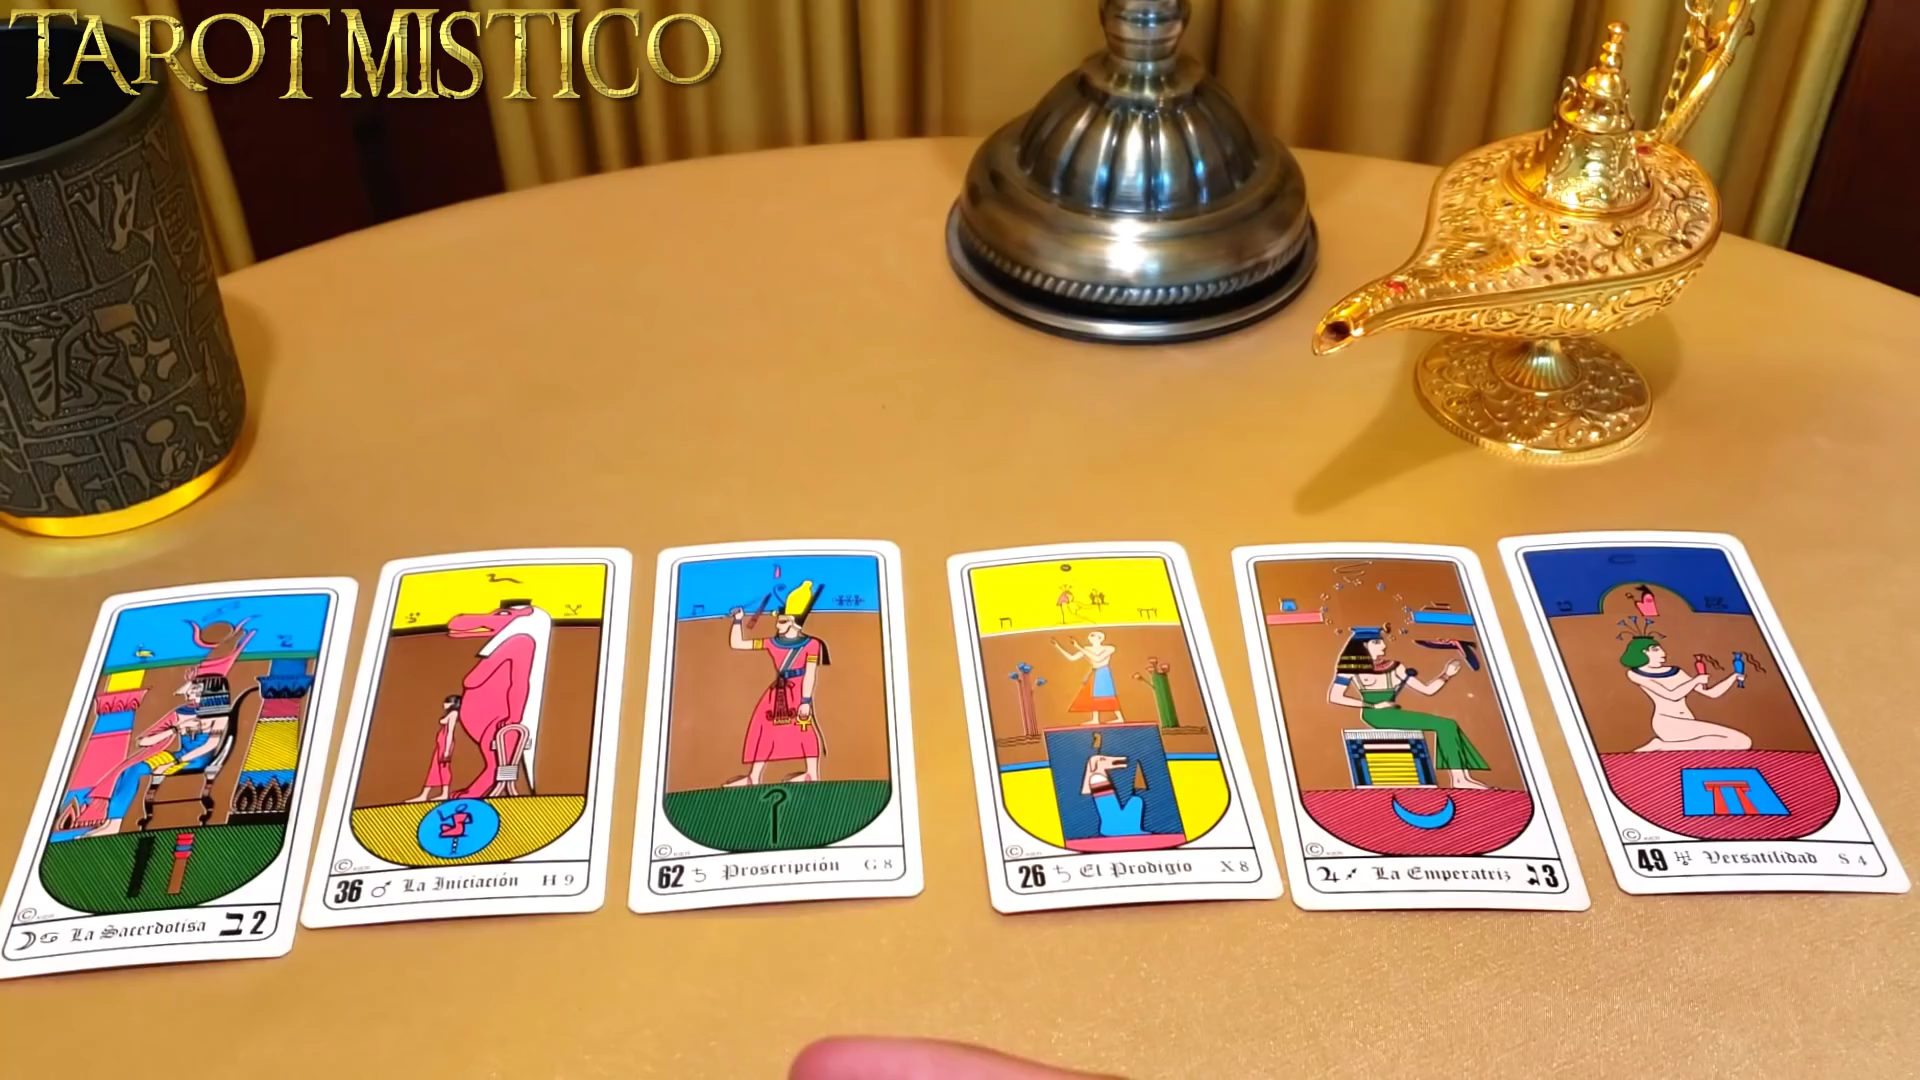 TAROT MISTICO
☽ ♋ La Sacerdotisa ב 2
36 ♂ La Iniciación H 9
62 ♄ Proscripción G 8
26 ♄ El Prodigio X 8
♃ ♐ La Emperatriz ג 3
49 ♅ Versatilidad S 4